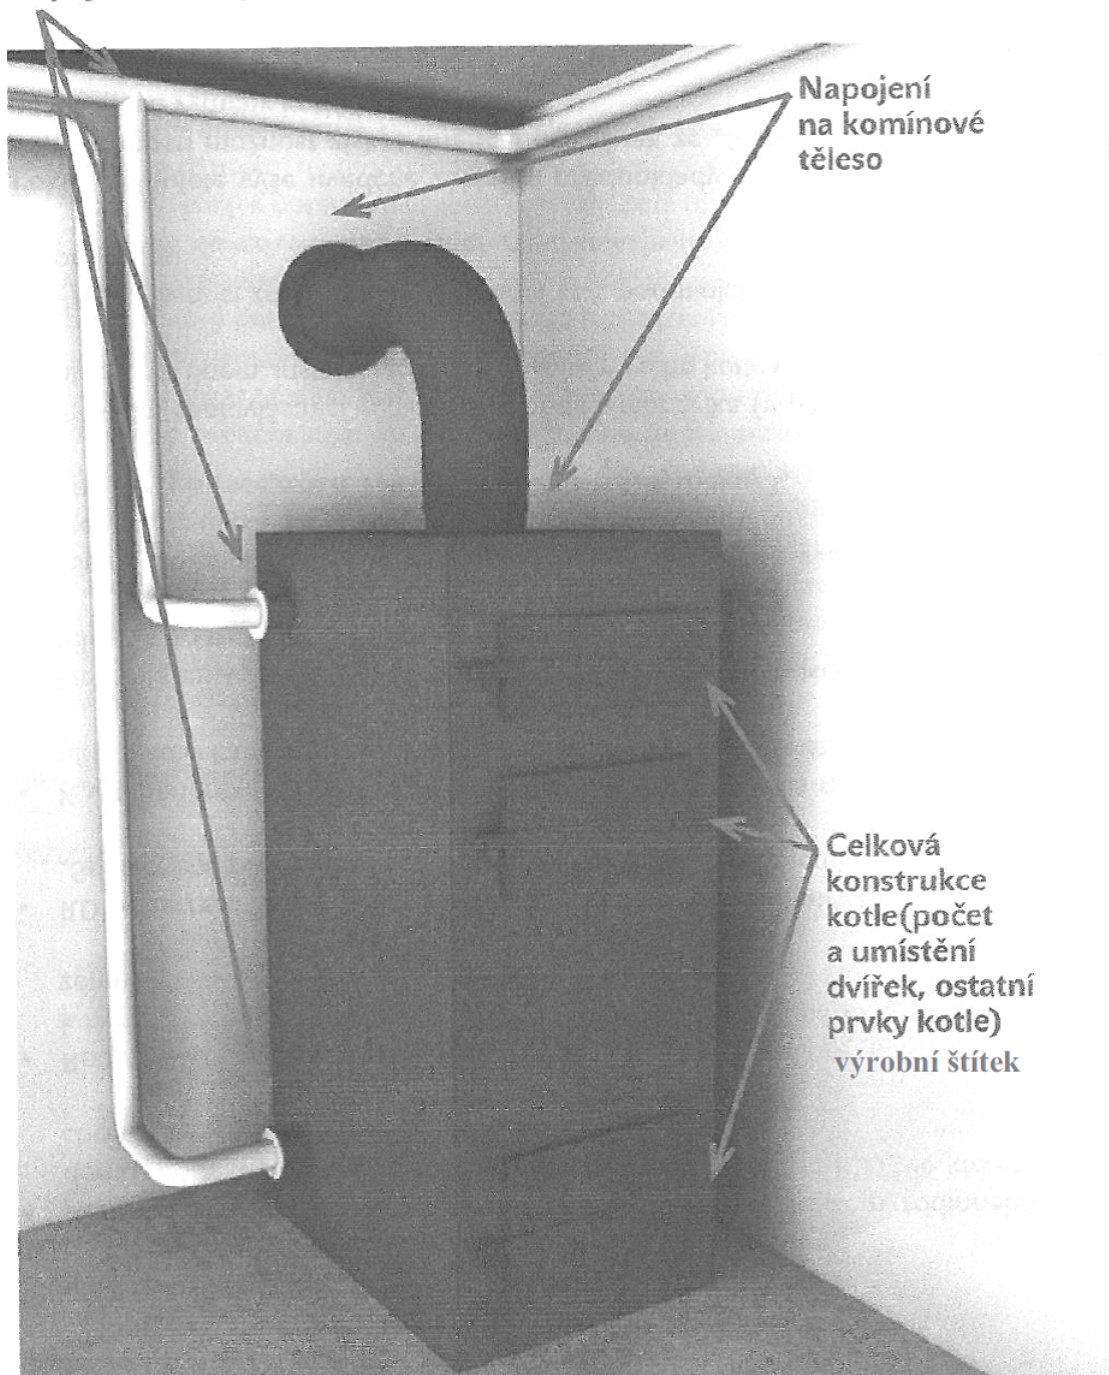 Napojení
na komínové
těleso
Celková
konstrukce
kotle(počet
a umístění
dvířek, ostatní
prvky kotle)
výrobní štítek